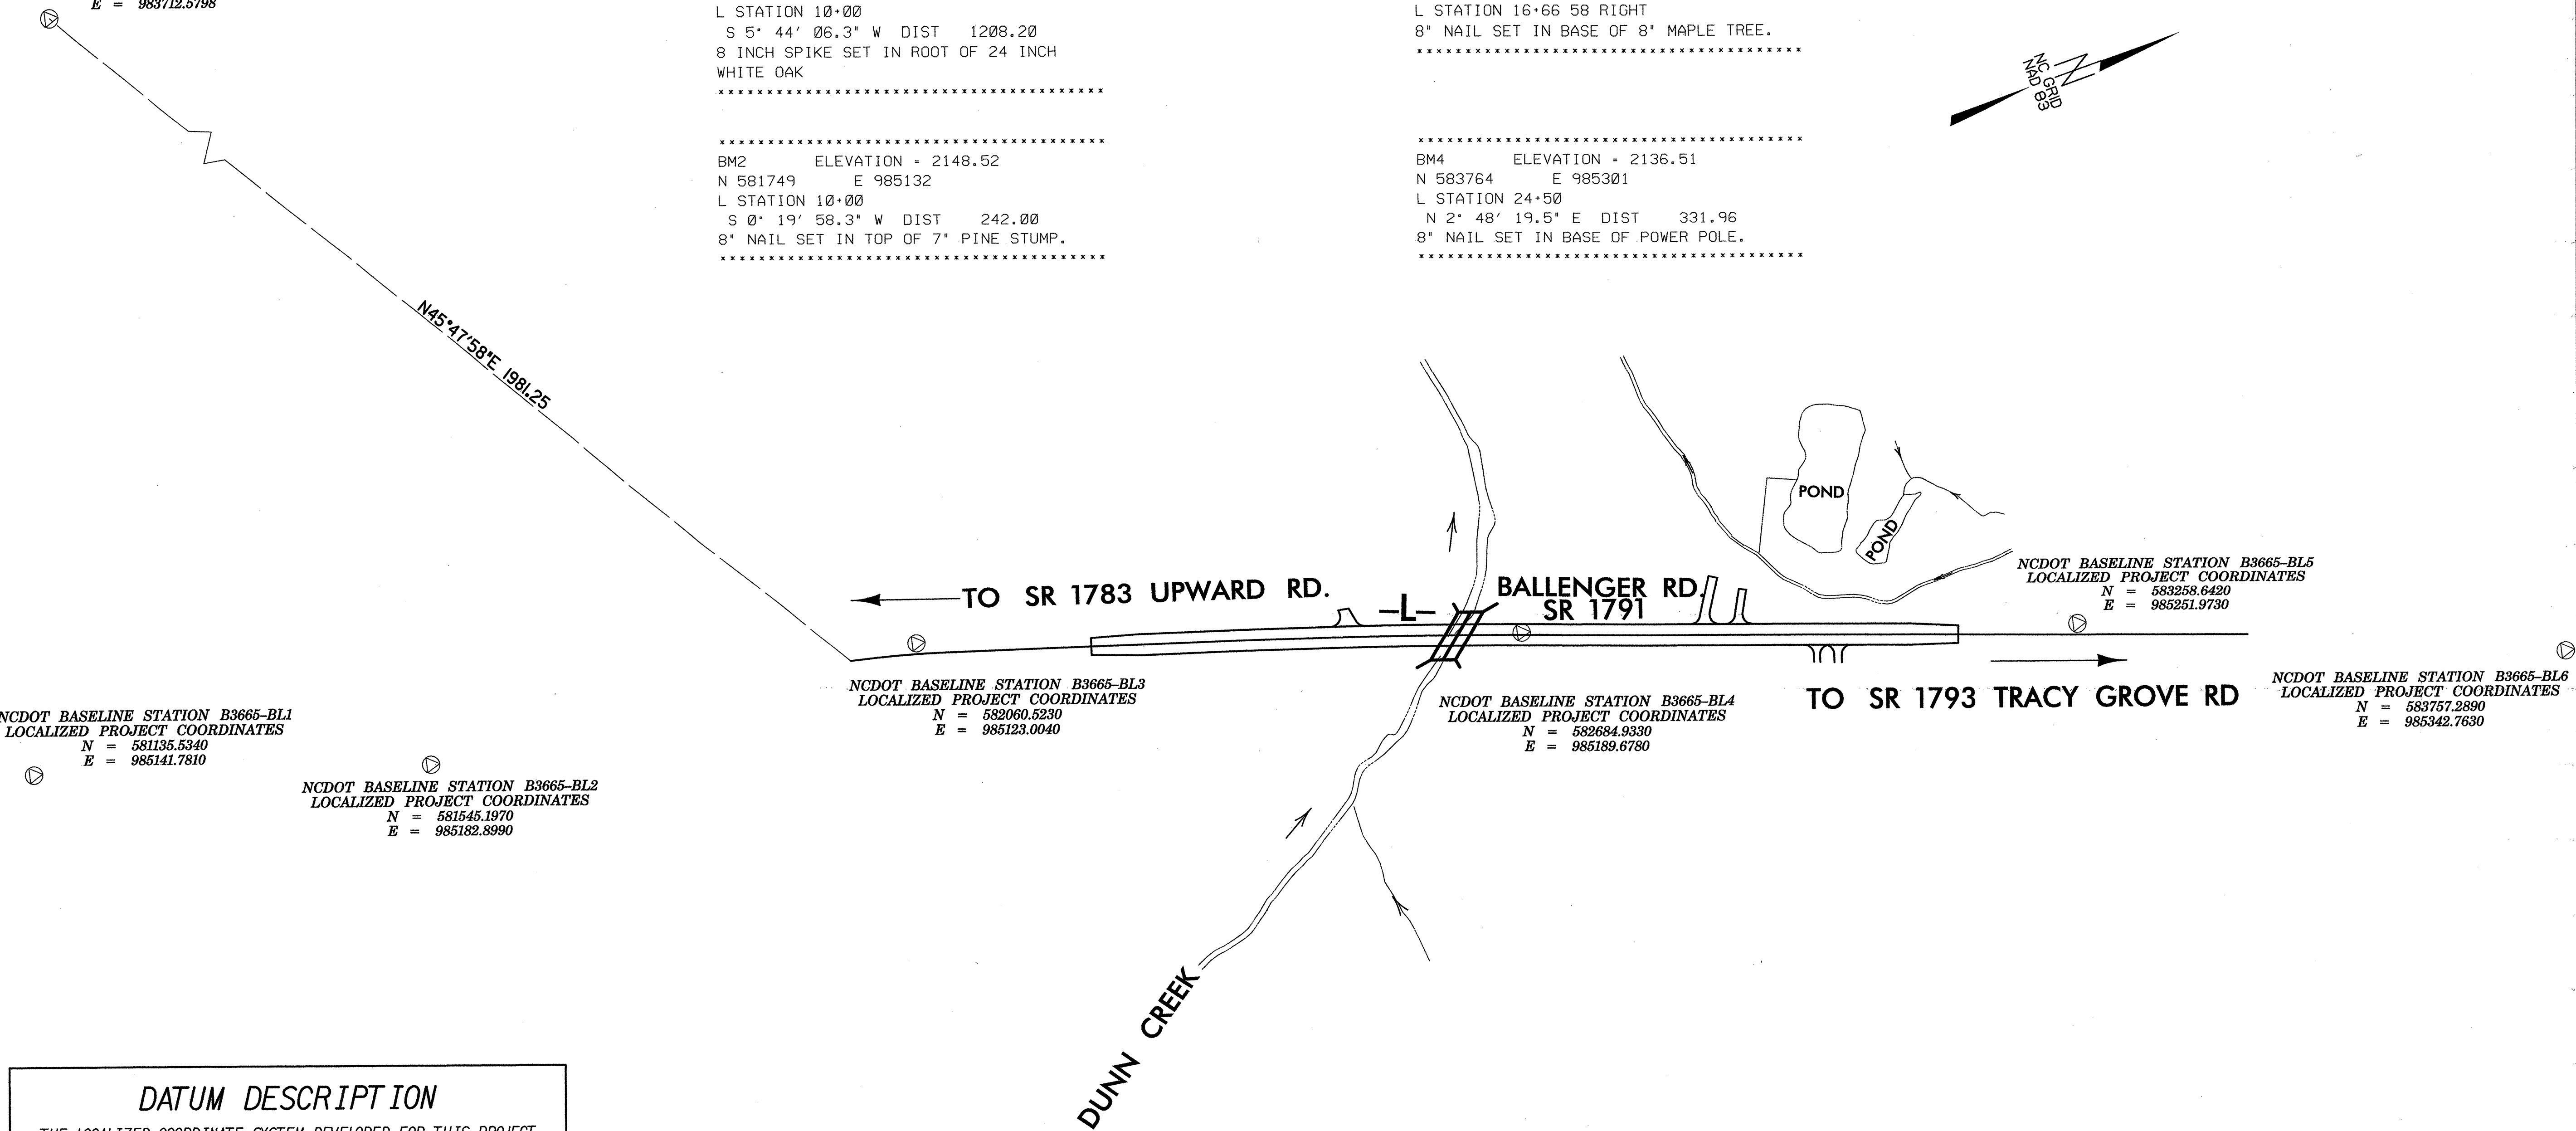 E = 983712.5798
L STATION 10+00
S 5° 44' 06.3" W DIST 1208.20
8 INCH SPIKE SET IN ROOT OF 24 INCH
WHITE OAK
BM2 ELEVATION = 2148.52
N 581749 E 985132
L STATION 10+00
S 0° 19' 58.3" W DIST 242.00
8" NAIL SET IN TOP OF 7" PINE STUMP.
L STATION 16+66 58 RIGHT
8" NAIL SET IN BASE OF 8" MAPLE TREE.
BM4 ELEVATION = 2136.51
N 583764 E 985301
L STATION 24+50
N 2° 48' 19.5" E DIST 331.96
8" NAIL SET IN BASE OF POWER POLE.
NC GRID
NAD 83
N45°47'58"E 1981.25
POND
POND
TO SR 1783 UPWARD RD.
-L-
BALLENGER RD.
SR 1791
NCDOT BASELINE STATION B3665-BL5
LOCALIZED PROJECT COORDINATES
N = 583258.6420
E = 985251.9730
NCDOT BASELINE STATION B3665-BL6
LOCALIZED PROJECT COORDINATES
N = 583757.2890
E = 985342.7630
TO SR 1793 TRACY GROVE RD
NCDOT BASELINE STATION B3665-BL3
LOCALIZED PROJECT COORDINATES
N = 582060.5230
E = 985123.0040
NCDOT BASELINE STATION B3665-BL4
LOCALIZED PROJECT COORDINATES
N = 582684.9330
E = 985189.6780
NCDOT BASELINE STATION B3665-BL1
LOCALIZED PROJECT COORDINATES
N = 581135.5340
E = 985141.7810
NCDOT BASELINE STATION B3665-BL2
LOCALIZED PROJECT COORDINATES
N = 581545.1970
E = 985182.8990
DUNN CREEK
DATUM DESCRIPTION
THE LOCALIZED COORDINATE SYSTEM DEVELOPED FOR THIS PROJECT